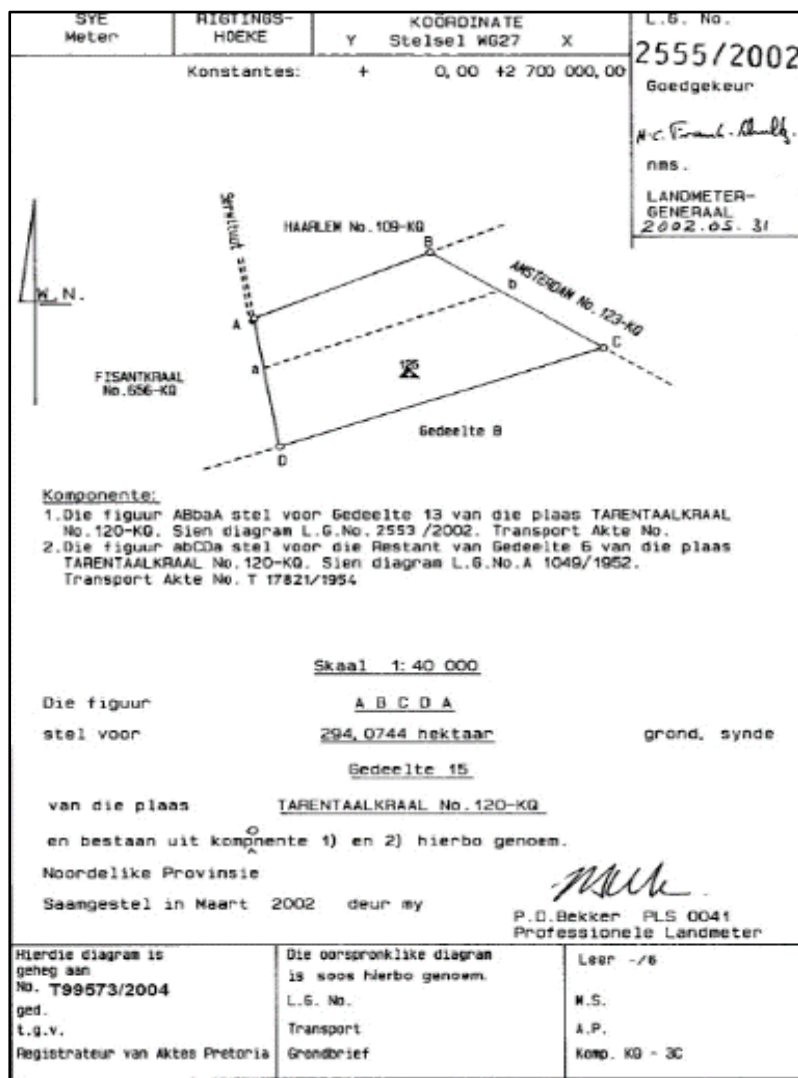 SYE
Meter
RIGTINGS-
HOEKE
KOÖRDINATE
Y Stelsel WG27 X
L.G. No.
2555/2002
Konstantes: + 0,00 +2 700 000,00
Goedgekeur
nms.
LANDMETER-
GENERAAL
2002.05.31
Serwituut
HAARLEM No.109-KQ
B
AMSTERDAM No.123-KQ
b
W.N.
A
C
a
125
FISANTKRAAL
No.656-KQ
Gedeelte B
D
Komponente:
1.Die figuur ABbaA stel voor Gedeelte 13 van die plaas TARENTAALKRAAL
No.120-KQ. Sien diagram L.G.No.2553 /2002. Transport Akte No.
2.Die figuur abCDa stel voor die Restant van Gedeelte 6 van die plaas
TARENTAALKRAAL No.120-KQ. Sien diagram L.G.No.A 1049/1952.
Transport Akte No. T 17821/1954
Skaal 1:40 000
Die figuur A B C D A
stel voor 294,0744 hektaar grond, synde
Gedeelte 15
van die plaas TARENTAALKRAAL No.120-KQ
en bestaan uit komponente 1) en 2) hierbo genoem.
Noordelike Provinsie
Saamgestel in Maart 2002 deur my
P.D.Bekker PLS 0041
Professionele Landmeter
Hierdie diagram is
geheg aan
No. T99573/2004
ged.
t.g.v.
Registrateur van Aktes Pretoria
Die oorspronklike diagram
is soos hierbo genoem.
L.G. No.
Transport
Grondbrief
Leer -/6
M.S.
A.P.
Komp. KQ - 3C